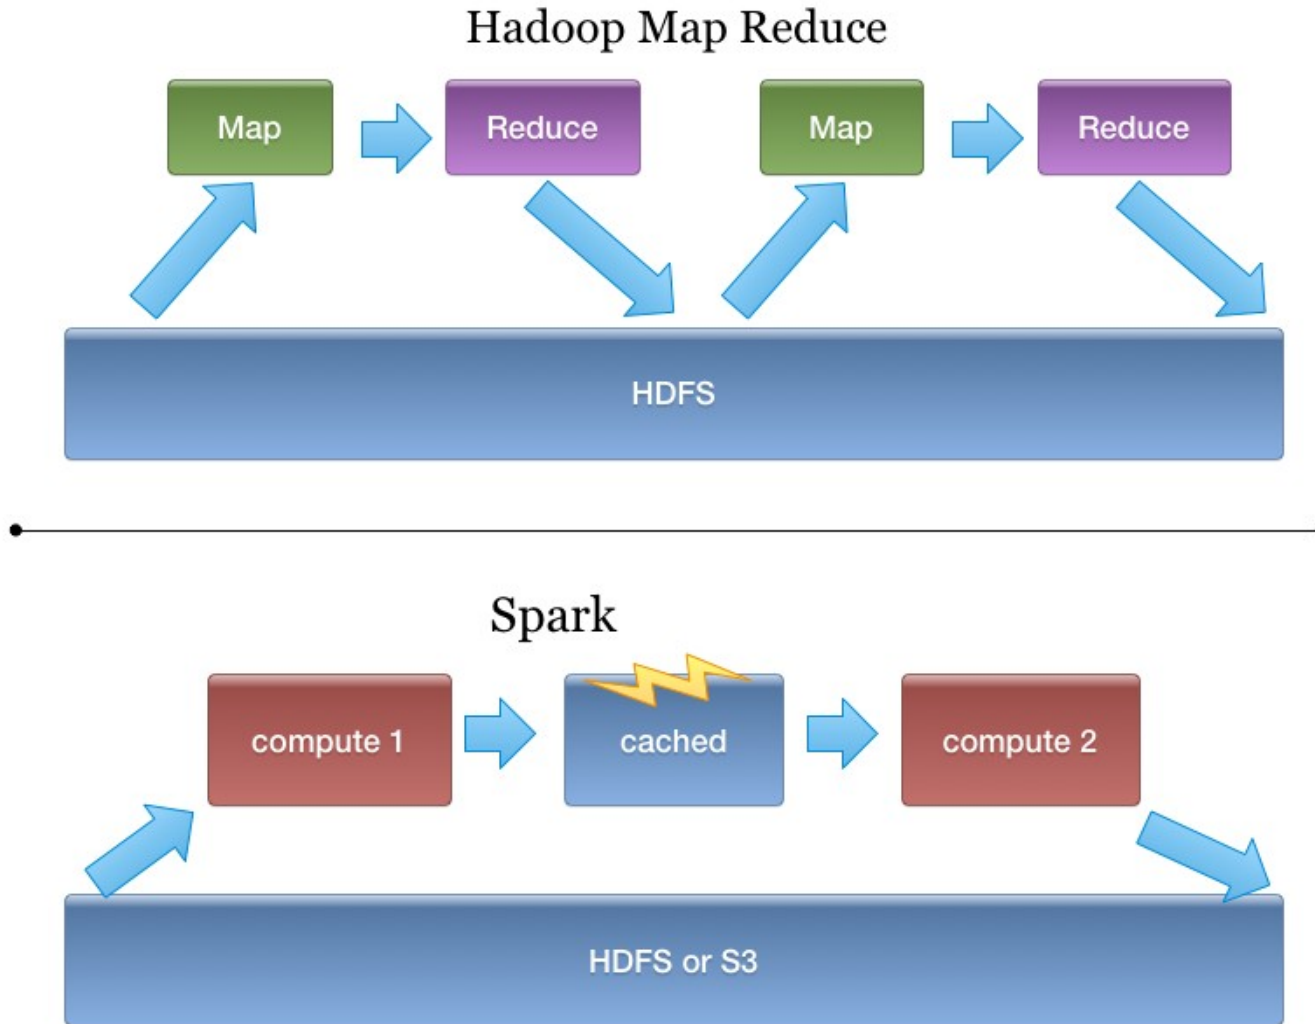 Hadoop Map Reduce
Map
Reduce
Map
Reduce
HDFS
Spark
compute 1
cached
compute 2
HDFS or S3